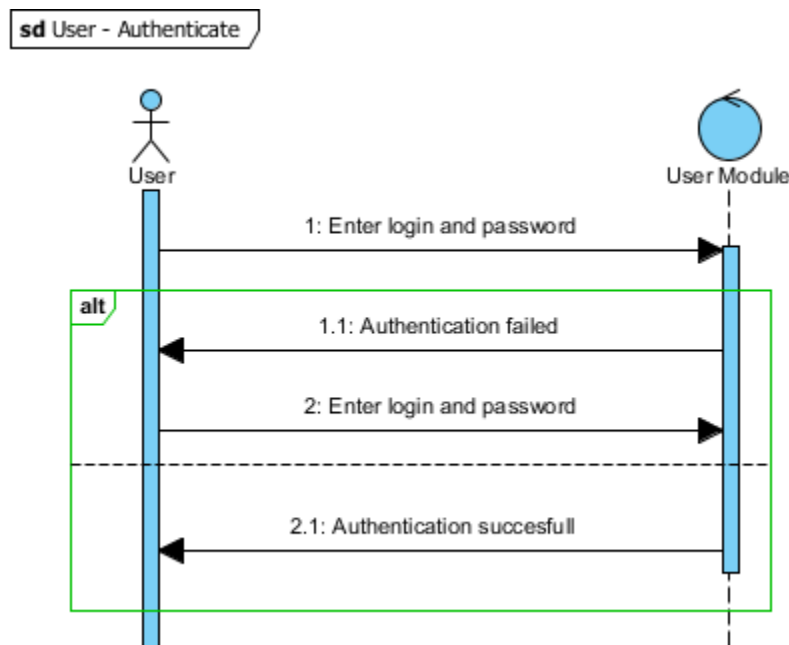 sd User - Authenticate
User
User Module
1: Enter login and password
alt
1.1: Authentication failed
2: Enter login and password
2.1: Authentication succesfull